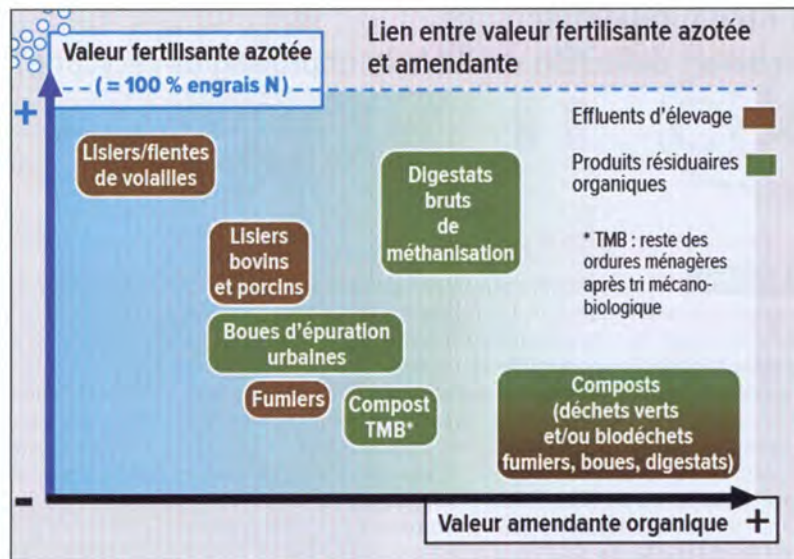 Valeur fertilisante azotée
(= 100 % engrais N)
Lien entre valeur fertilisante azotée
et amendante
+
Effluents d'élevage
Produits résiduaires
organiques
* TMB : reste des
ordures ménagères
après tri mécano-
biologique
Lisiers/fientes
de volailles
Digestats
bruts
de
méthanisation
Lisiers
bovins
et porcins
Boues d'épuration
urbaines
Fumiers
Compost
TMB*
Composts
(déchets verts
et/ou biodéchets
fumiers, boues, digestats)
-
Valeur amendante organique +